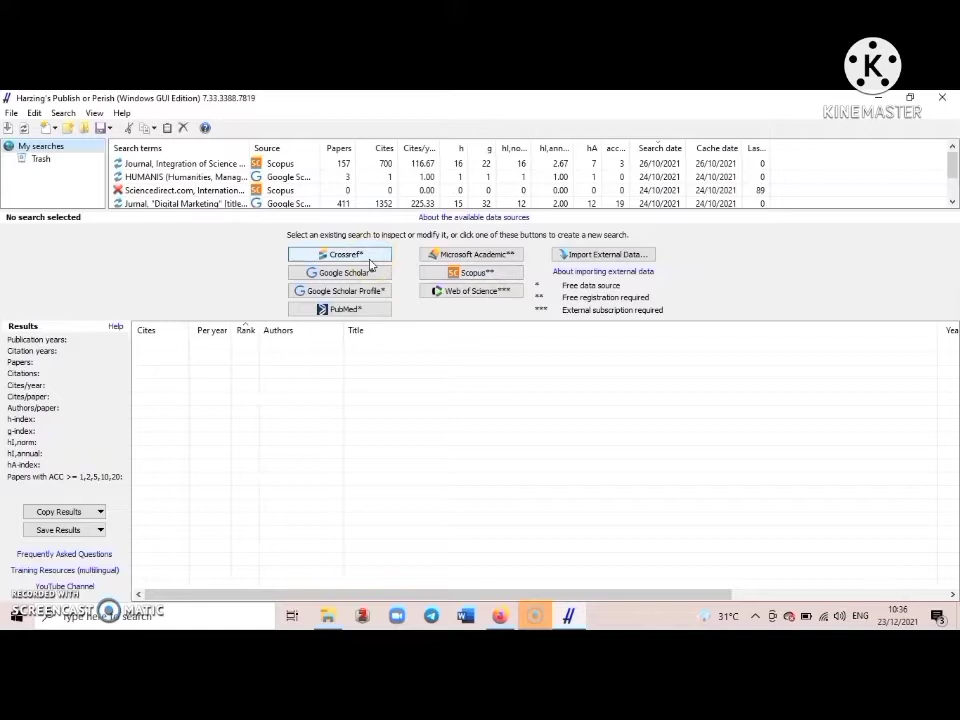 K
KINEMASTER
Harzing's Publish or Perish (Windows GUI Edition) 7.33.3388.7819
File Edit Search View Help
My searches
Trash
Search terms Source Papers Cites Cites/y... h g hI,no... hI,ann... hA acc... Search date Cache date Las...
Journal, Integration of Science ... SC Scopus 157 700 116.67 16 22 16 2.67 7 3 26/10/2021 26/10/2021 0
HUMANIS (Humanities, Manag... G Google Sc... 3 1 1.00 1 1 1 1.00 1 0 24/10/2021 24/10/2021 0
Sciencedirect.com, Internation... SC Scopus 0 0 0.00 0 0 0 0.00 0 0 24/10/2021 24/10/2021 89
Jurnal, "Digital Marketing" [title... G Google Sc... 411 1352 225.33 15 32 12 2.00 12 19 24/10/2021 24/10/2021 0
No search selected
About the available data sources
Select an existing search to inspect or modify it, or click one of these buttons to create a new search.
Crossref* Microsoft Academic** Import External Data...
Google Scholar SC Scopus** About importing external data
Google Scholar Profile* Web of Science***
PubMed*
* Free data source
** Free registration required
*** External subscription required
Results Help
Cites Per year Rank Authors Title Yea
Publication years:
Citation years:
Papers:
Citations:
Cites/year:
Cites/paper:
Authors/paper:
h-index:
g-index:
hI,norm:
hI,annual:
hA-index:
Papers with ACC >= 1,2,5,10,20:
Copy Results
Save Results
Frequently Asked Questions
Training Resources (multilingual)
YouTube Channel
RECORDED WITH
SCREENCAST MATIC
Type here to search
31°C ENG 10:36
23/12/2021
3